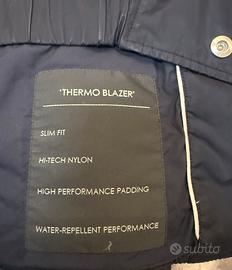 'THERMO BLAZER'
SLIM FIT
HI-TECH NYLON
HIGH PERFORMANCE PADDING
WATER-REPELLENT PERFORMANCE
subito